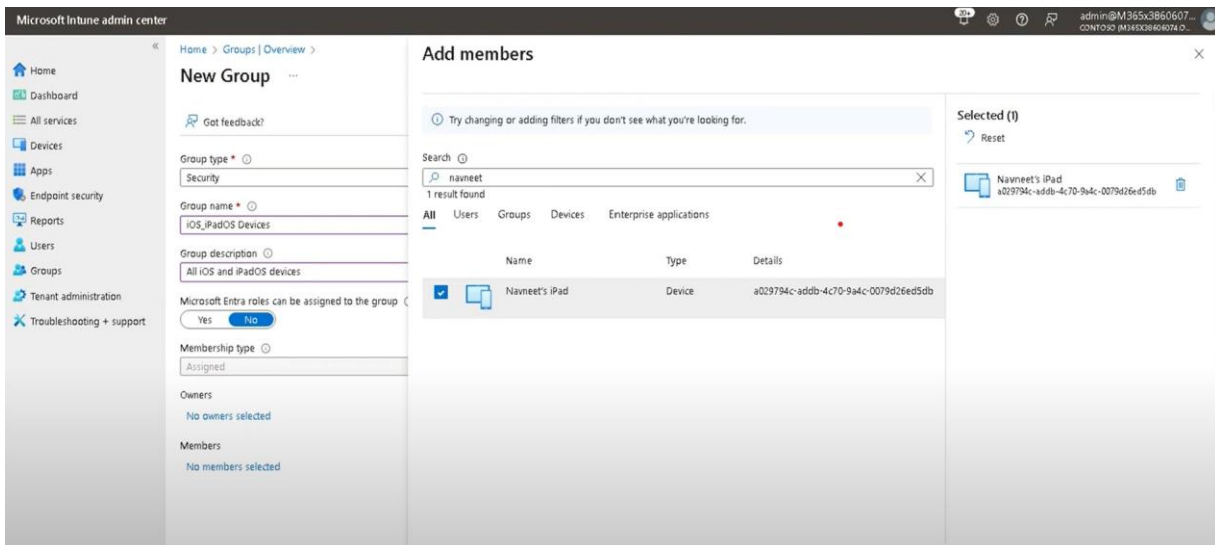 Microsoft Intune admin center
20+
admin@M365x3860607...
CONTOSO (M365X38606074.O...
Home
Dashboard
All services
Devices
Apps
Endpoint security
Reports
Users
Groups
Tenant administration
Troubleshooting + support
Home > Groups | Overview >
New Group
Got feedback?
Group type *
Security
Group name *
iOS_iPadOS Devices
Group description
All iOS and iPadOS devices
Microsoft Entra roles can be assigned to the group
Yes No
Membership type
Assigned
Owners
No owners selected
Members
No members selected
Add members
Try changing or adding filters if you don't see what you're looking for.
Search
navneet
1 result found
All Users Groups Devices Enterprise applications
Name Type Details
Navneet's iPad Device a029794c-addb-4c70-9a4c-0079d26ed5db
Selected (1)
Reset
Navneet's iPad
a029794c-addb-4c70-9a4c-0079d26ed5db